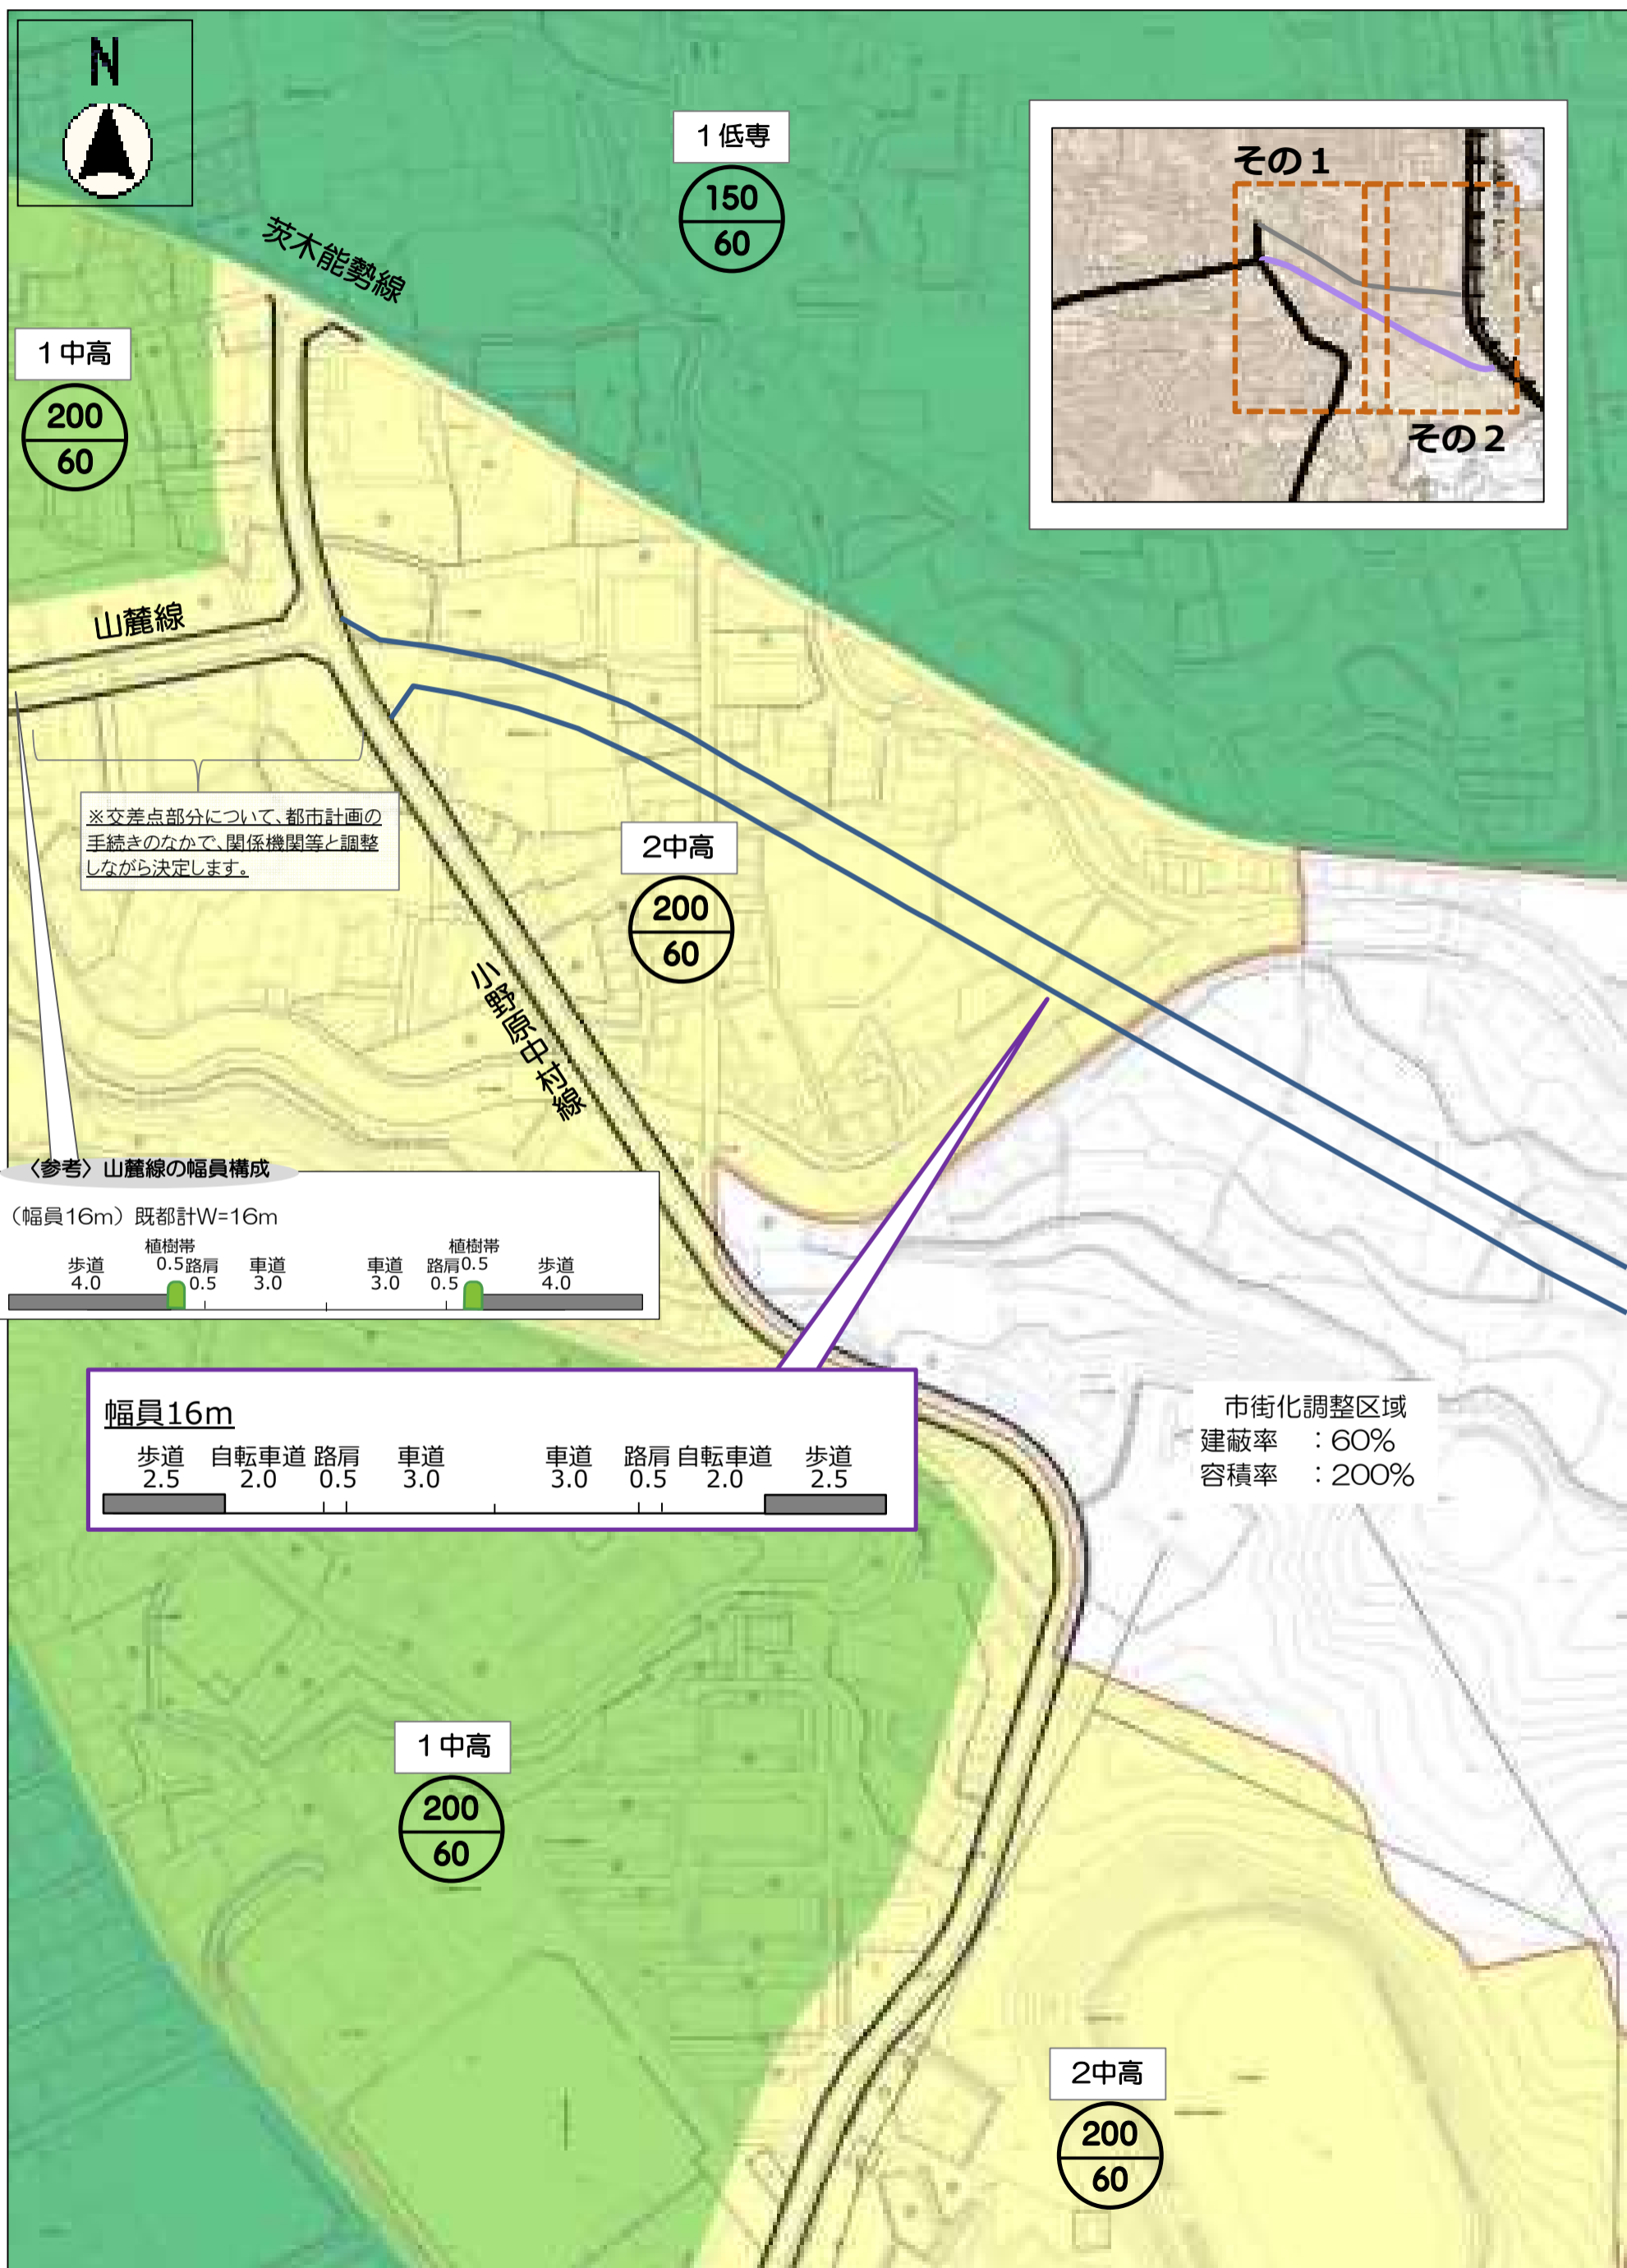 N
1低専
150
60
その1
その2
茨木能勢線
1中高
200
60
山麓線
※交差点部分について、都市計画の
手続きのなかで、関係機関等と調整
しながら決定します。
2中高
200
60
小野原中村線
〈参考〉山麓線の幅員構成
(幅員16m)既都計W=16m
植樹帯 植樹帯
歩道 0.5 路肩 車道 車道 路肩 0.5 歩道
4.0 0.5 3.0 3.0 0.5 4.0
幅員16m
歩道 自転車道 路肩 車道 車道 路肩 自転車道 歩道
2.5 2.0 0.5 3.0 3.0 0.5 2.0 2.5
市街化調整区域
建蔽率 :60%
容積率 :200%
1中高
200
60
2中高
200
60